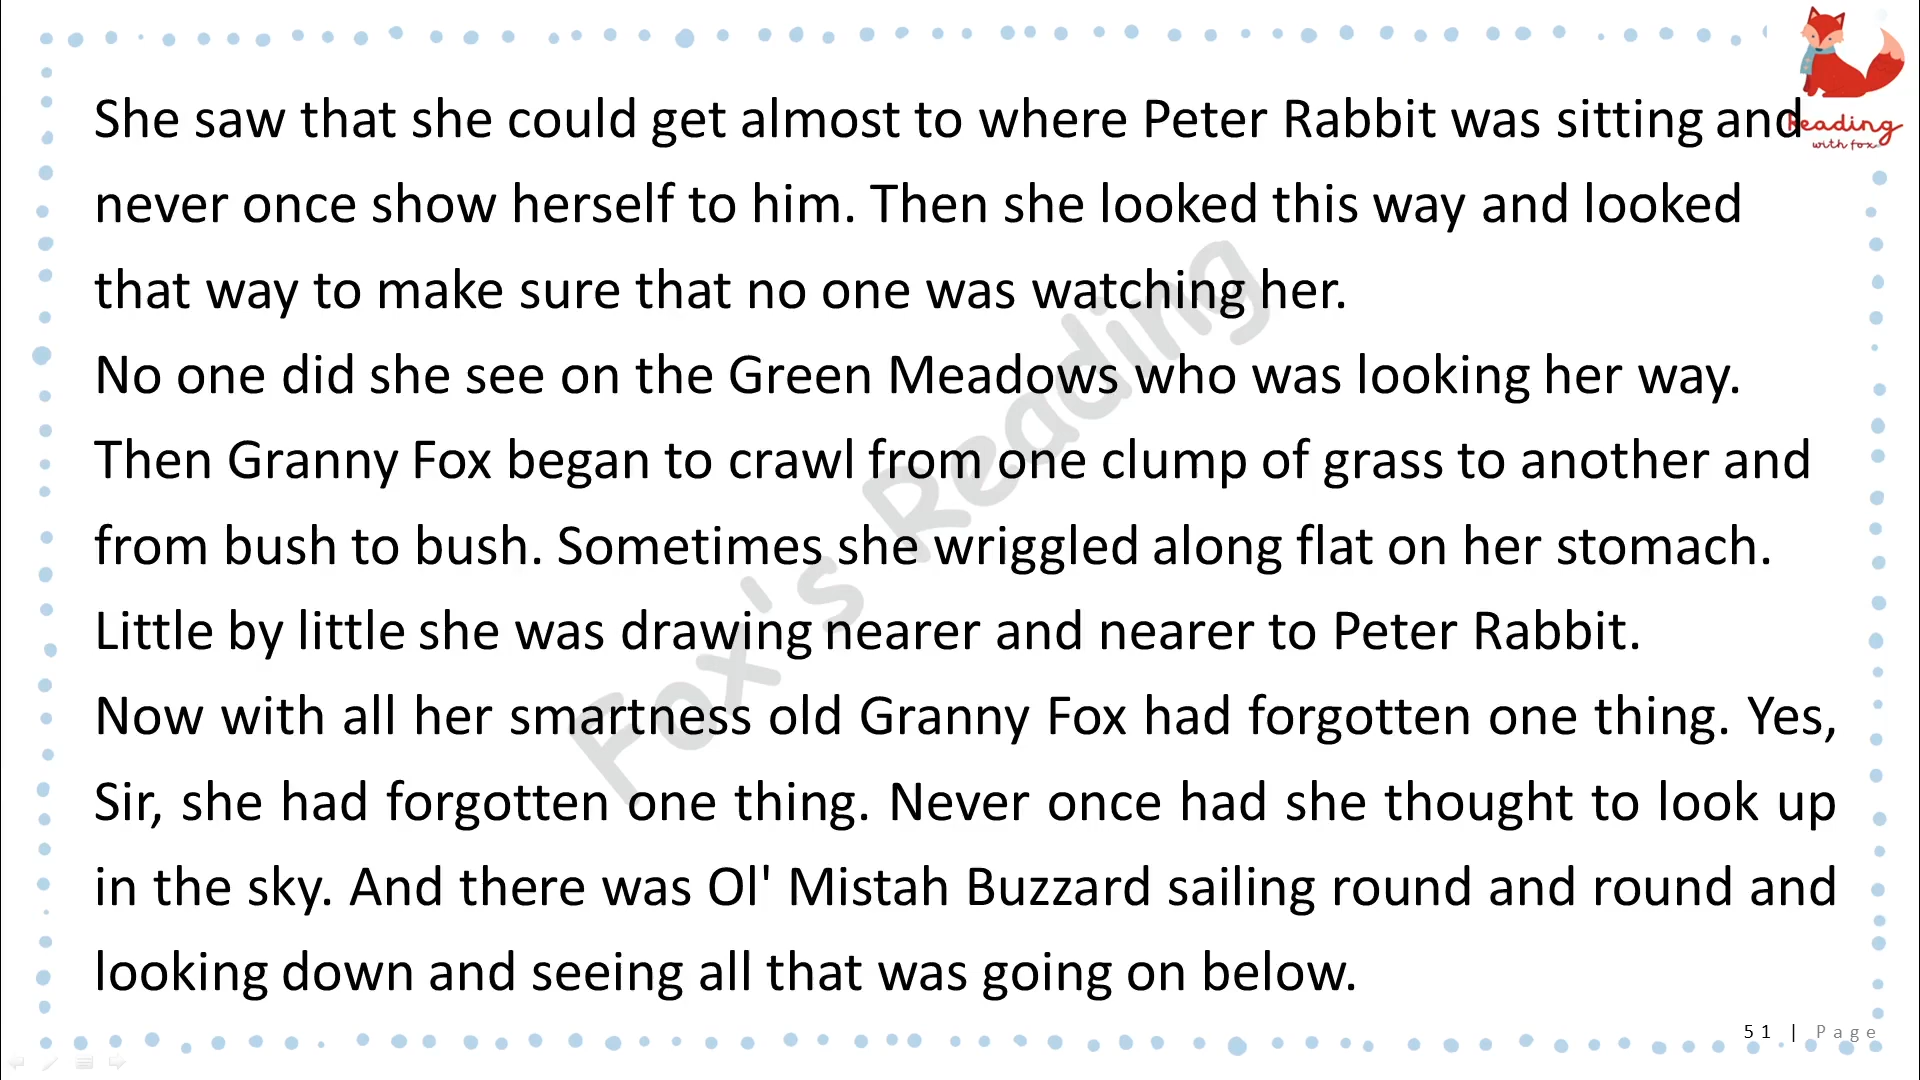 She saw that she could get almost to where Peter Rabbit was sitting and
never once show herself to him. Then she looked this way and looked
that way to make sure that no one was watching her.
No one did she see on the Green Meadows who was looking her way.
Then Granny Fox began to crawl from one clump of grass to another and
from bush to bush. Sometimes she wriggled along flat on her stomach.
Little by little she was drawing nearer and nearer to Peter Rabbit.
Now with all her smartness old Granny Fox had forgotten one thing. Yes,
Sir, she had forgotten one thing. Never once had she thought to look up
in the sky. And there was Ol' Mistah Buzzard sailing round and round and
looking down and seeing all that was going on below.
Reading
with fox
Fox's Reading
51 | Page